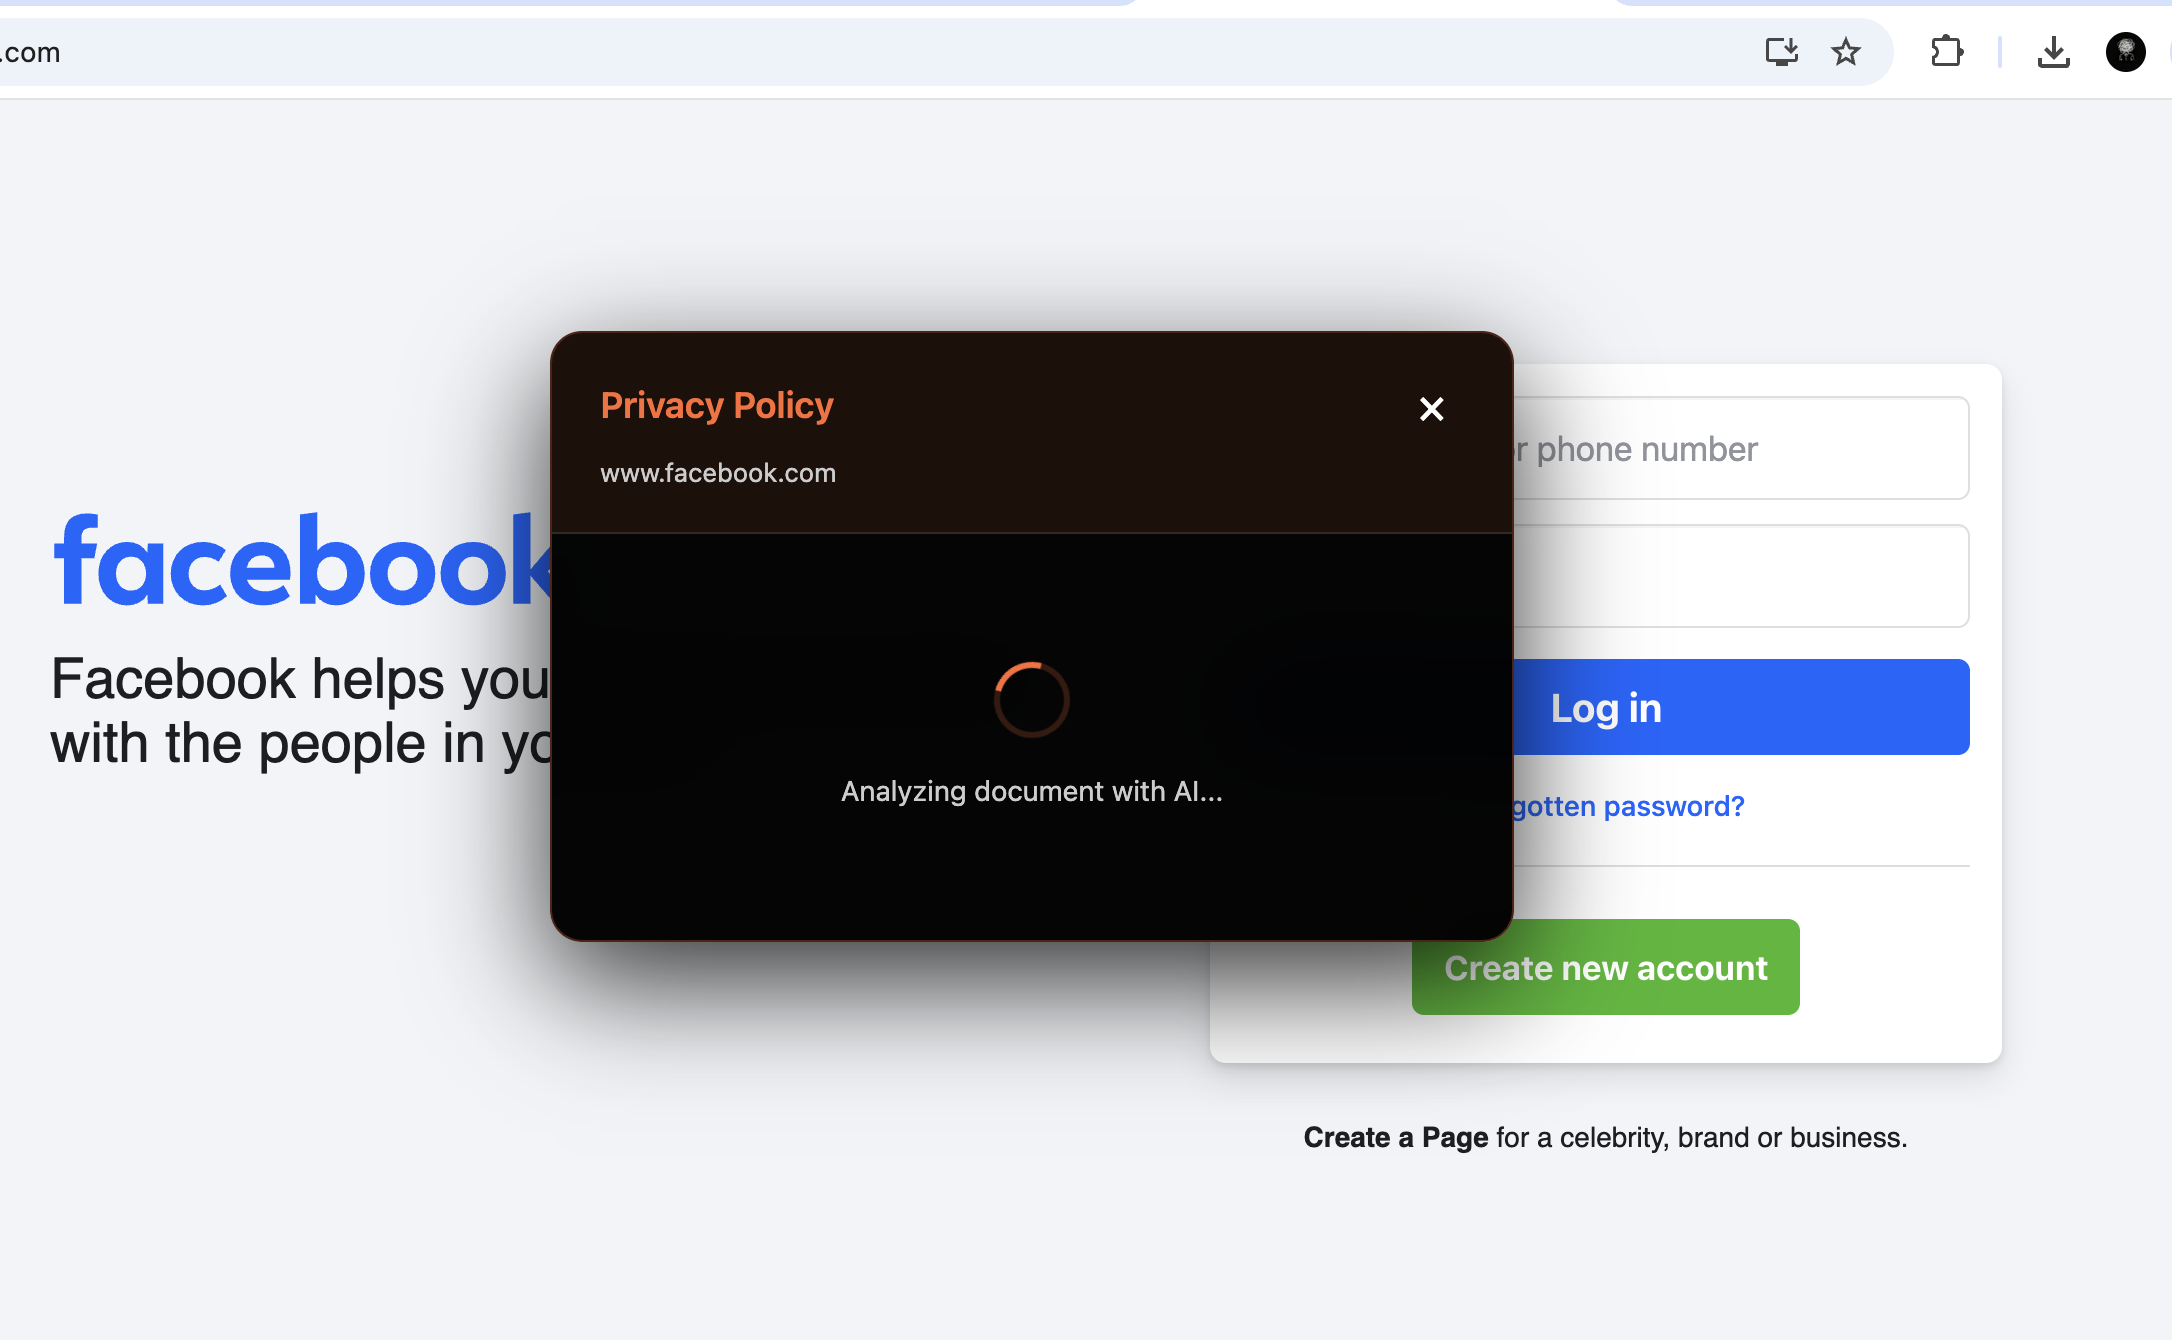 .com
Privacy Policy
www.facebook.com
Analyzing document with AI...
facebook
Facebook helps you
with the people in yo
r phone number
Log in
gotten password?
Create new account
Create a Page for a celebrity, brand or business.